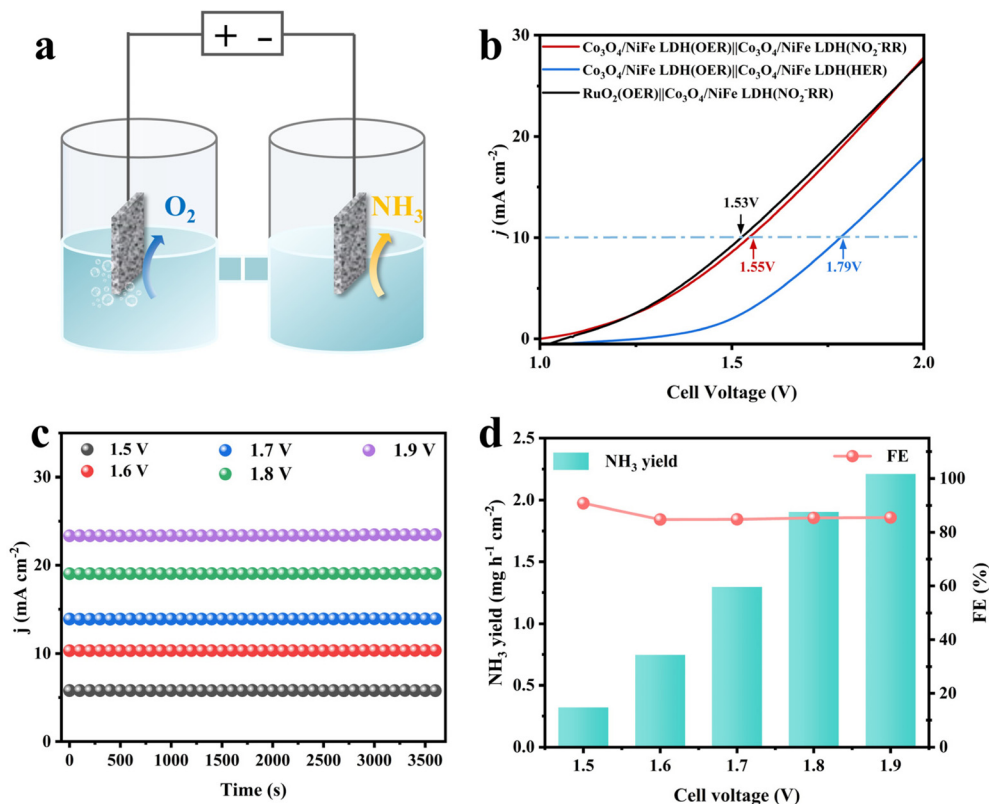 a
+ -
O₂
NH₃
b
Co₃O₄/NiFe LDH(OER)||Co₃O₄/NiFe LDH(NO₂⁻RR)
Co₃O₄/NiFe LDH(OER)||Co₃O₄/NiFe LDH(HER)
RuO₂(OER)||Co₃O₄/NiFe LDH(NO₂⁻RR)
30
20
10
0
j (mA cm⁻²)
1.53V
1.55V
1.79V
1.0 1.5 2.0
Cell Voltage (V)
c
1.5 V 1.7 V 1.9 V
1.6 V 1.8 V
30
20
10
0
j (mA cm⁻²)
0 500 1000 1500 2000 2500 3000 3500
Time (s)
d
NH₃ yield FE
2.5
2.0
1.5
1.0
0.5
0.0
NH₃ yield (mg h⁻¹ cm⁻²)
100
80
60
40
20
0
FE (%)
1.5 1.6 1.7 1.8 1.9
Cell voltage (V)